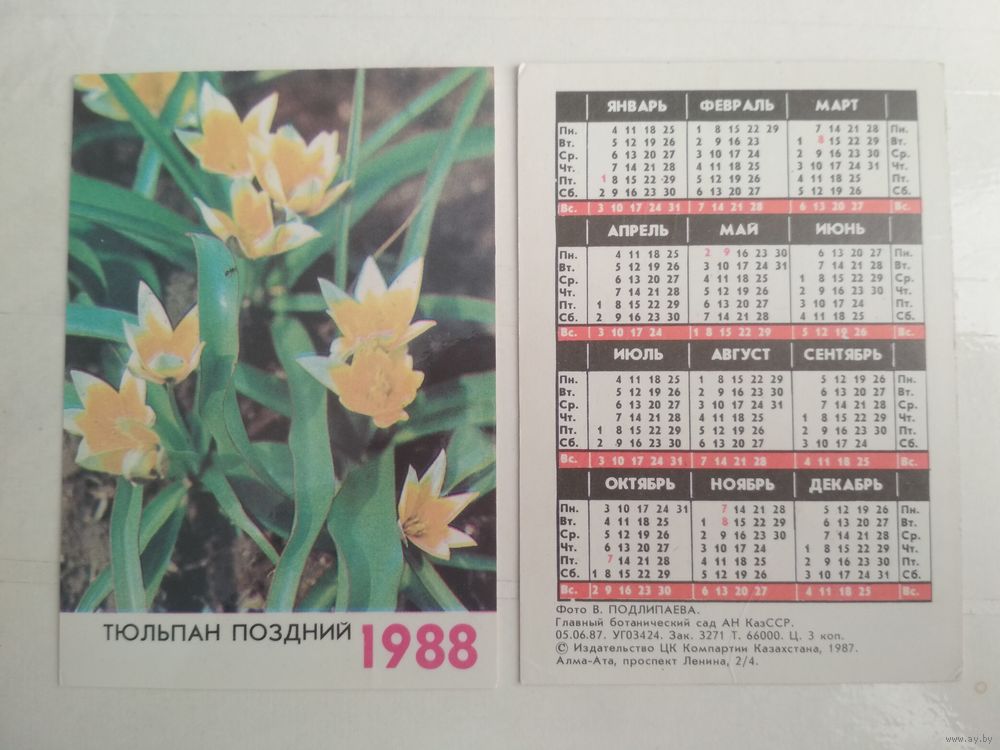 ТЮЛЬПАН ПОЗДНИЙ 1988
ЯНВАРЬ ФЕВРАЛЬ МАРТ
Пн. 4 11 18 25 1 8 15 22 29 7 14 21 28 Пн.
Вт. 5 12 19 26 2 9 16 23 1 8 15 22 29 Вт.
Ср. 6 13 20 27 3 10 17 24 2 9 16 23 30 Ср.
Чт. 7 14 21 28 4 11 18 25 3 10 17 24 31 Чт.
Пт. 1 8 15 22 29 5 12 19 26 4 11 18 25 Пт.
Сб. 2 9 16 23 30 6 13 20 27 5 12 19 26 Сб.
Вс. 3 10 17 24 31 7 14 21 28 6 13 20 27 Вс.
АПРЕЛЬ МАЙ ИЮНЬ
Пн. 4 11 18 25 2 9 16 23 30 6 13 20 27 Пн.
Вт. 5 12 19 26 3 10 17 24 31 7 14 21 28 Вт.
Ср. 6 13 20 27 4 11 18 25 1 8 15 22 29 Ср.
Чт. 7 14 21 28 5 12 19 26 2 9 16 23 30 Чт.
Пт. 1 8 15 22 29 6 13 20 27 3 10 17 24 Пт.
Сб. 2 9 16 23 30 7 14 21 28 4 11 18 25 Сб.
Вс. 3 10 17 24 1 8 15 22 29 5 12 19 26 Вс.
ИЮЛЬ АВГУСТ СЕНТЯБРЬ
Пн. 4 11 18 25 1 8 15 22 29 5 12 19 26 Пн.
Вт. 5 12 19 26 2 9 16 23 30 6 13 20 27 Вт.
Ср. 6 13 20 27 3 10 17 24 31 7 14 21 28 Ср.
Чт. 7 14 21 28 4 11 18 25 1 8 15 22 29 Чт.
Пт. 1 8 15 22 29 5 12 19 26 2 9 16 23 30 Пт.
Сб. 2 9 16 23 30 6 13 20 27 3 10 17 24 Сб.
Вс. 3 10 17 24 31 7 14 21 28 4 11 18 25 Вс.
ОКТЯБРЬ НОЯБРЬ ДЕКАБРЬ
Пн. 3 10 17 24 31 7 14 21 28 5 12 19 26 Пн.
Вт. 4 11 18 25 1 8 15 22 29 6 13 20 27 Вт.
Ср. 5 12 19 26 2 9 16 23 30 7 14 21 28 Ср.
Чт. 6 13 20 27 3 10 17 24 1 8 15 22 29 Чт.
Пт. 7 14 21 28 4 11 18 25 2 9 16 23 30 Пт.
Сб. 1 8 15 22 29 5 12 19 26 3 10 17 24 31 Сб.
Вс. 2 9 16 23 30 6 13 20 27 4 11 18 25 Вс.
Фото В. ПОДЛИПАЕВА.
Главный ботанический сад АН КазССР.
05.06.87. УГ03424. Зак. 3271 Т. 66000. Ц. 3 коп.
© Издательство ЦК Компартии Казахстана, 1987.
Алма-Ата, проспект Ленина, 2/4.
www.ay.by